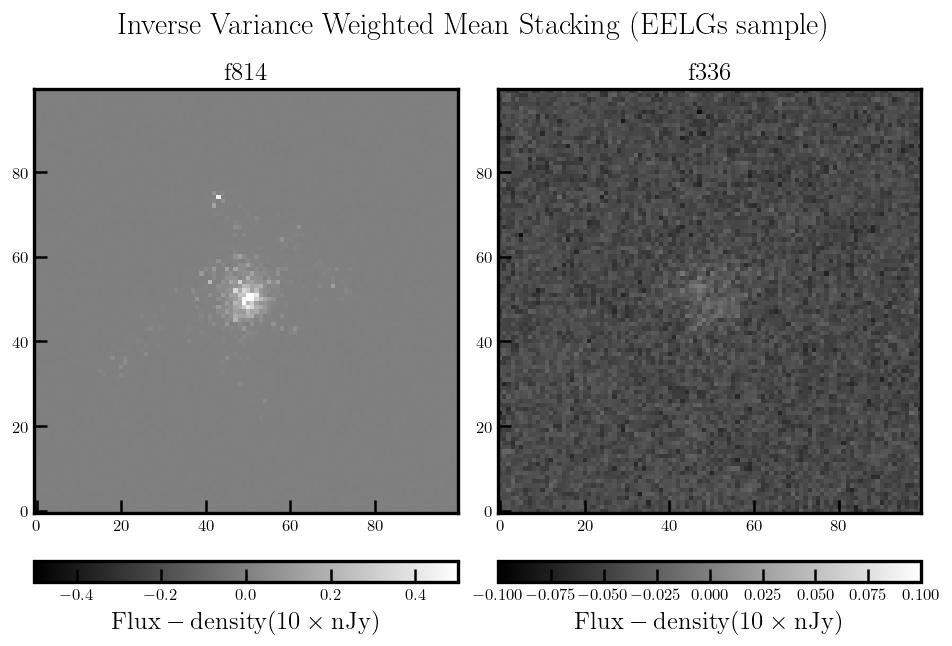 Inverse Variance Weighted Mean Stacking (EELGs sample)
f814
f336
80
60
40
20
0
0 20 40 60 80
80
60
40
20
0
0 20 40 60 80
−0.4 −0.2 0.0 0.2 0.4
Flux − density(10 × nJy)
−0.100 −0.075 −0.050 −0.025 0.000 0.025 0.050 0.075 0.100
Flux − density(10 × nJy)